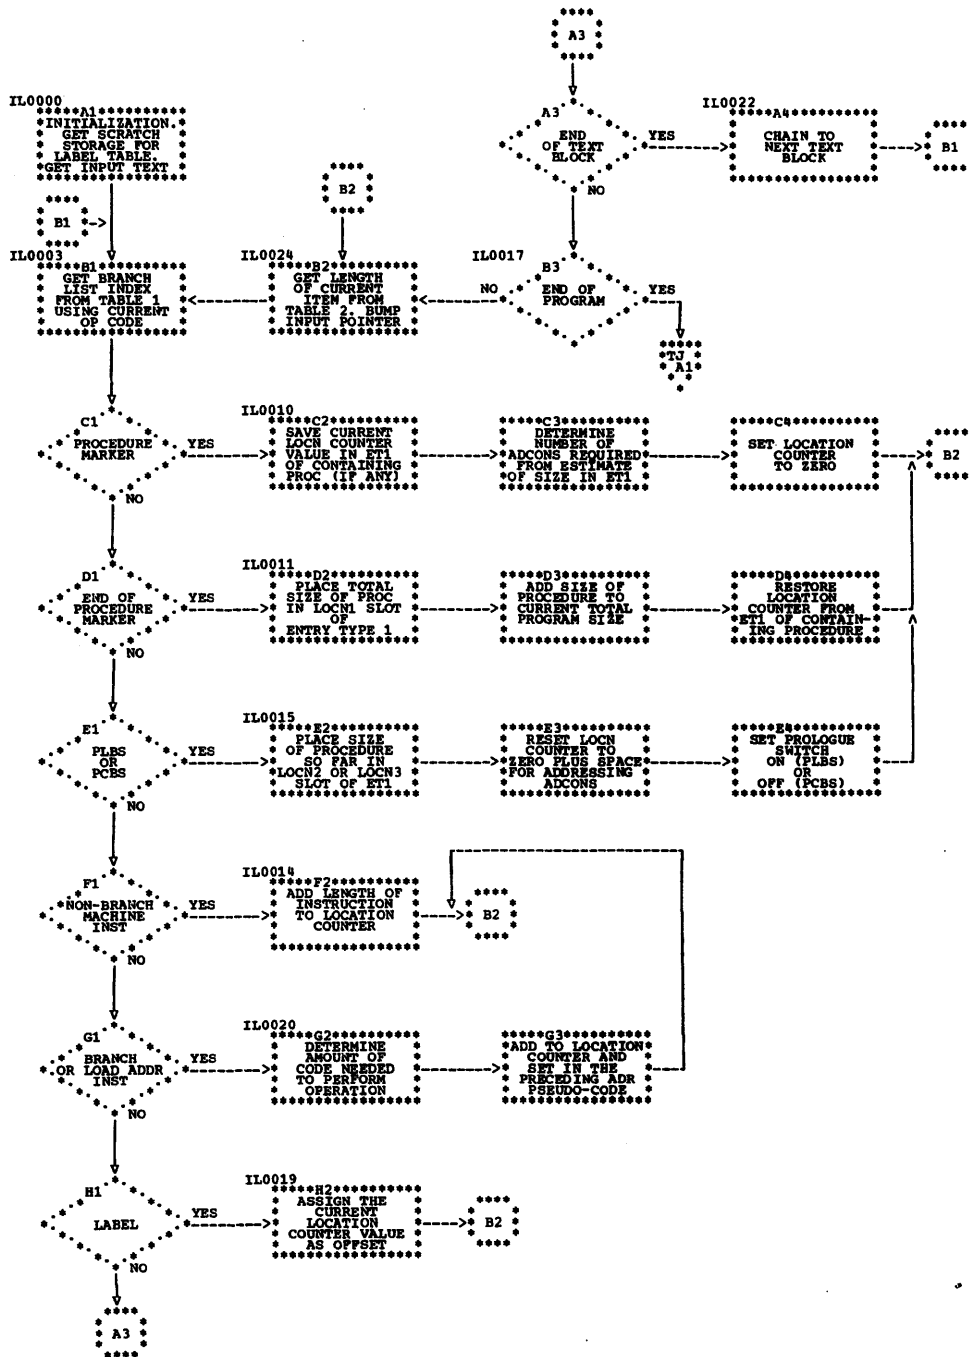 A3
IL0000
A1
INITIALIZATION.
GET SCRATCH
STORAGE FOR
LABEL TABLE.
GET INPUT TEXT
A3
END
OF TEXT
BLOCK
YES
NO
IL0022
A4
CHAIN TO
NEXT TEXT
BLOCK
B1
B1
B2
IL0003
B1
GET BRANCH
LIST INDEX
FROM TABLE 1
USING CURRENT
OP CODE
IL0024
B2
GET LENGTH
OF CURRENT
ITEM FROM
TABLE 2. BUMP
INPUT POINTER
IL0017
B3
END OF
PROGRAM
NO
YES
TJ
A1
C1
PROCEDURE
MARKER
YES
NO
IL0010
C2
SAVE CURRENT
LOCN COUNTER
VALUE IN ET1
OF CONTAINING
PROC (IF ANY)
C3
DETERMINE
NUMBER OF
ADCONS REQUIRED
FROM ESTIMATE
OF SIZE IN ET1
C4
SET LOCATION
COUNTER
TO ZERO
B2
D1
END OF
PROCEDURE
MARKER
YES
NO
IL0011
D2
PLACE TOTAL
SIZE OF PROC
IN LOCN1 SLOT
OF
ENTRY TYPE 1
D3
ADD SIZE OF
PROCEDURE TO
CURRENT TOTAL
PROGRAM SIZE
D4
RESTORE
LOCATION
COUNTER FROM
ET1 OF CONTAIN-
ING PROCEDURE
E1
PLBS
OR
PCBS
YES
NO
IL0015
E2
PLACE SIZE
OF PROCEDURE
SO FAR IN
LOCN2 OR LOCN3
SLOT OF ET1
E3
RESET LOCN
COUNTER TO
ZERO PLUS SPACE
FOR ADDRESSING
ADCONS
E4
SET PROLOGUE
SWITCH
ON (PLBS)
OR
OFF (PCBS)
F1
NON-BRANCH
MACHINE
INST
YES
NO
IL0014
F2
ADD LENGTH OF
INSTRUCTION
TO LOCATION
COUNTER
B2
G1
BRANCH
OR LOAD ADDR
INST
YES
NO
IL0020
G2
DETERMINE
AMOUNT OF
CODE NEEDED
TO PERFORM
OPERATION
G3
ADD TO LOCATION
COUNTER AND
SET IN THE
PRECEDING ADR
PSEUDO-CODE
H1
LABEL
YES
NO
IL0019
H2
ASSIGN THE
CURRENT
LOCATION
COUNTER VALUE
AS OFFSET
B2
A3